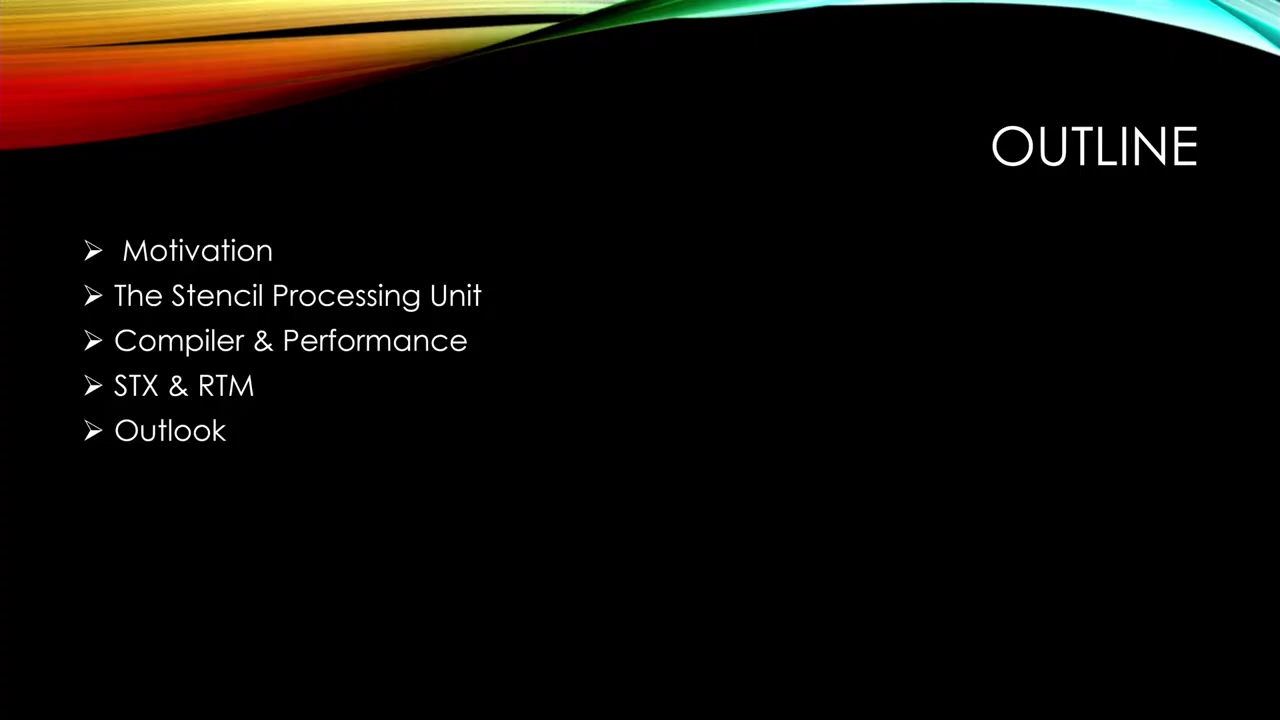 OUTLINE
➢ Motivation
➢ The Stencil Processing Unit
➢ Compiler & Performance
➢ STX & RTM
➢ Outlook